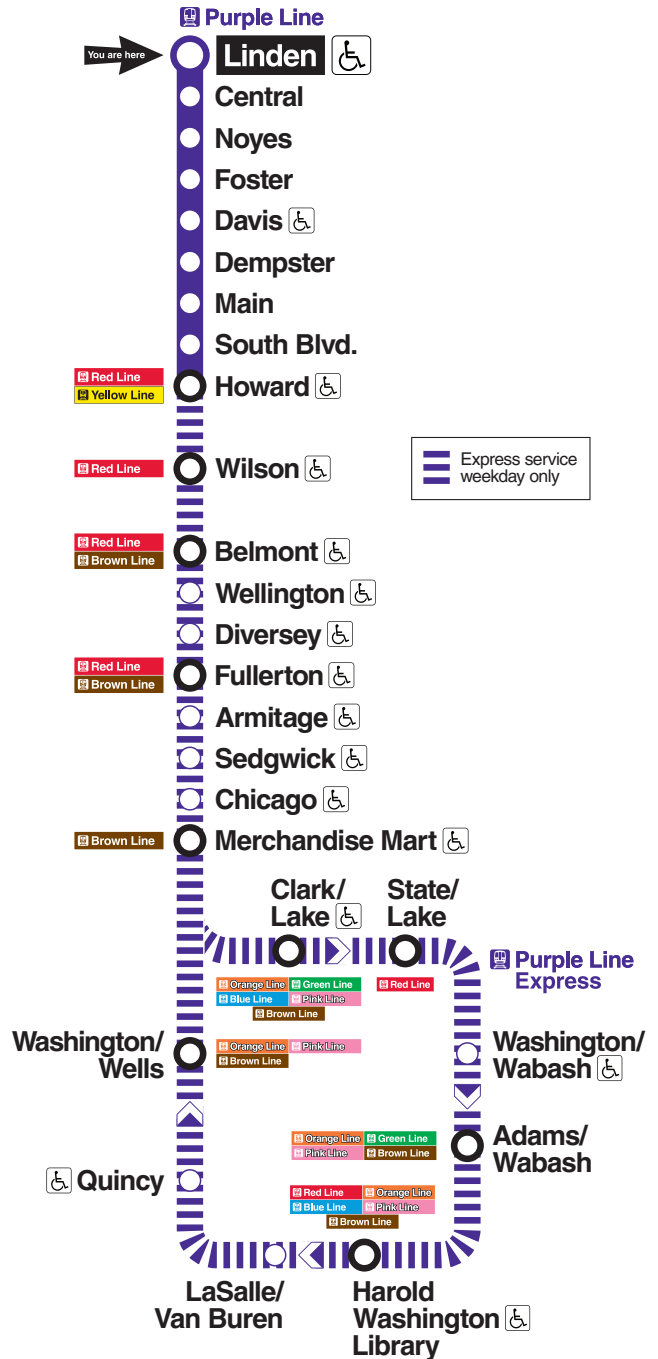 Purple Line
You are here
Linden
Central
Noyes
Foster
Davis
Dempster
Main
South Blvd.
Red Line
Yellow Line
Howard
Red Line
Wilson
Express service
weekday only
Red Line
Brown Line
Belmont
Wellington
Diversey
Red Line
Brown Line
Fullerton
Armitage
Sedgwick
Chicago
Brown Line
Merchandise Mart
Clark/
Lake
State/
Lake
Purple Line
Express
Orange Line Green Line
Blue Line Pink Line
Brown Line
Red Line
Washington/
Wells
Orange Line Pink Line
Brown Line
Washington/
Wabash
Orange Line Green Line
Pink Line Brown Line
Adams/
Wabash
Quincy
Red Line Orange Line
Blue Line Pink Line
Brown Line
LaSalle/
Van Buren
Harold
Washington
Library